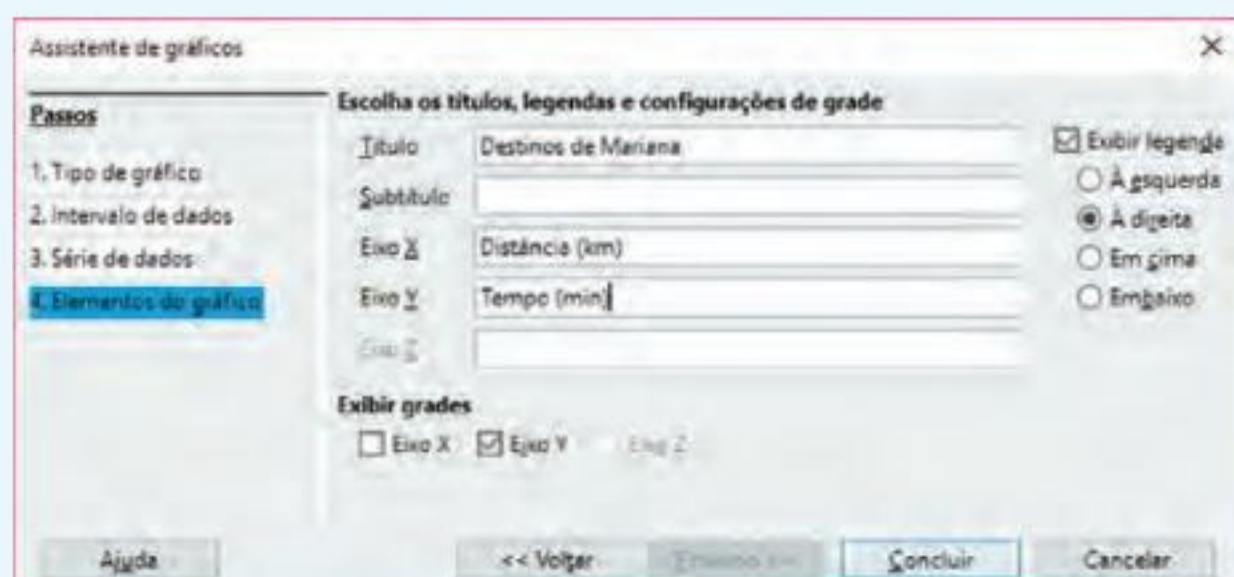 Assistente de gráficos
Passos
1. Tipo de gráfico
2. Intervalo de dados
3. Série de dados
4. Elementos do gráfico
Escolha os títulos, legendas e configurações de grade
Título Destinos de Mariana
Subtítulo
Eixo X Distância (km)
Eixo Y Tempo (min)
Eixo Z
Exibir legenda
À esquerda
À direita
Em cima
Embaixo
Exibir grades
Eixo X Eixo Y Eixo Z
Ajuda << Voltar Concluir Cancelar